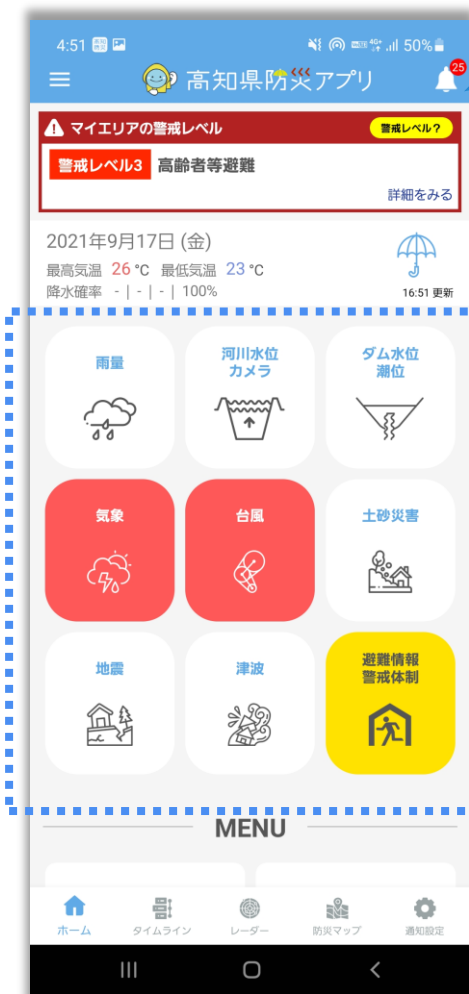 4:51
4G+
50%
高知県防災アプリ
25
マイエリアの警戒レベル
警戒レベル?
警戒レベル3 高齢者等避難
詳細をみる
2021年9月17日 (金)
最高気温 26 °C 最低気温 23 °C
降水確率 - | - | - | 100%
16:51 更新
雨量
河川水位
カメラ
ダム水位
潮位
気象
台風
土砂災害
地震
津波
避難情報
警戒体制
MENU
ホーム
タイムライン
レーダー
防災マップ
通知設定